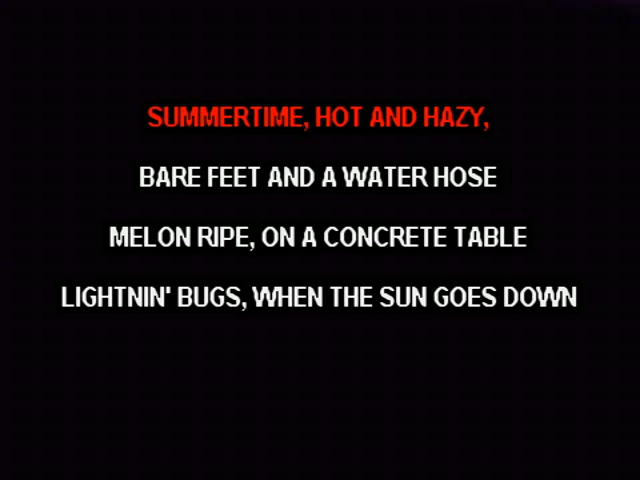 SUMMERTIME, HOT AND HAZY,
BARE FEET AND A WATER HOSE
MELON RIPE, ON A CONCRETE TABLE
LIGHTNIN' BUGS, WHEN THE SUN GOES DOWN